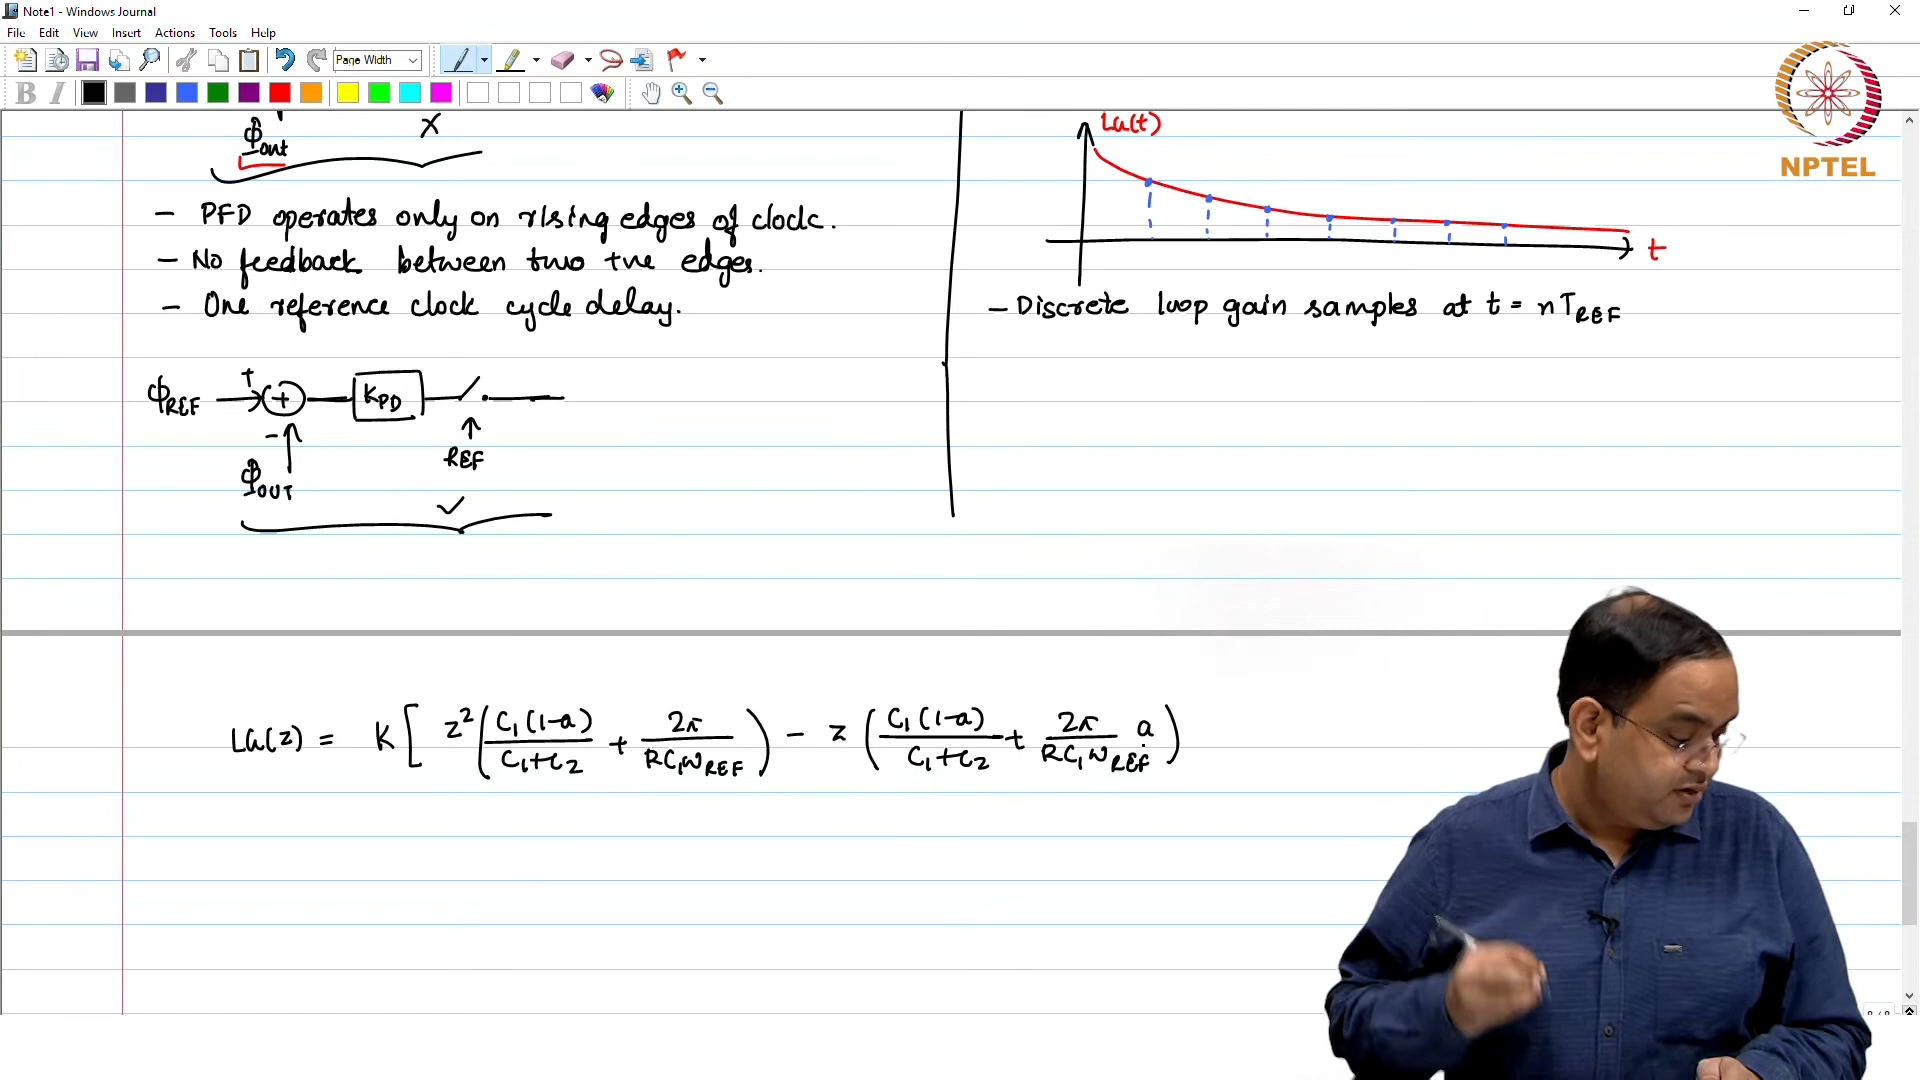 Note1 - Windows Journal
File Edit View Insert Actions Tools Help
Page Width
B I
NPTEL
Φout X
- PFD operates only on rising edges of clock.
- No feedback between two +ve edges.
- One reference clock cycle delay.
ΦREF + + KPD
-
REF
ΦOUT
✓
LG(t)
t
- Discrete loop gain samples at t = nTREF
LG(z) = K[ z²(C₁(1-a)/(C₁+C₂) + 2π/(RC₁ωREF)) - z(C₁(1-a)/(C₁+C₂) + 2π/(RC₁ωREF) a)
8 / 8